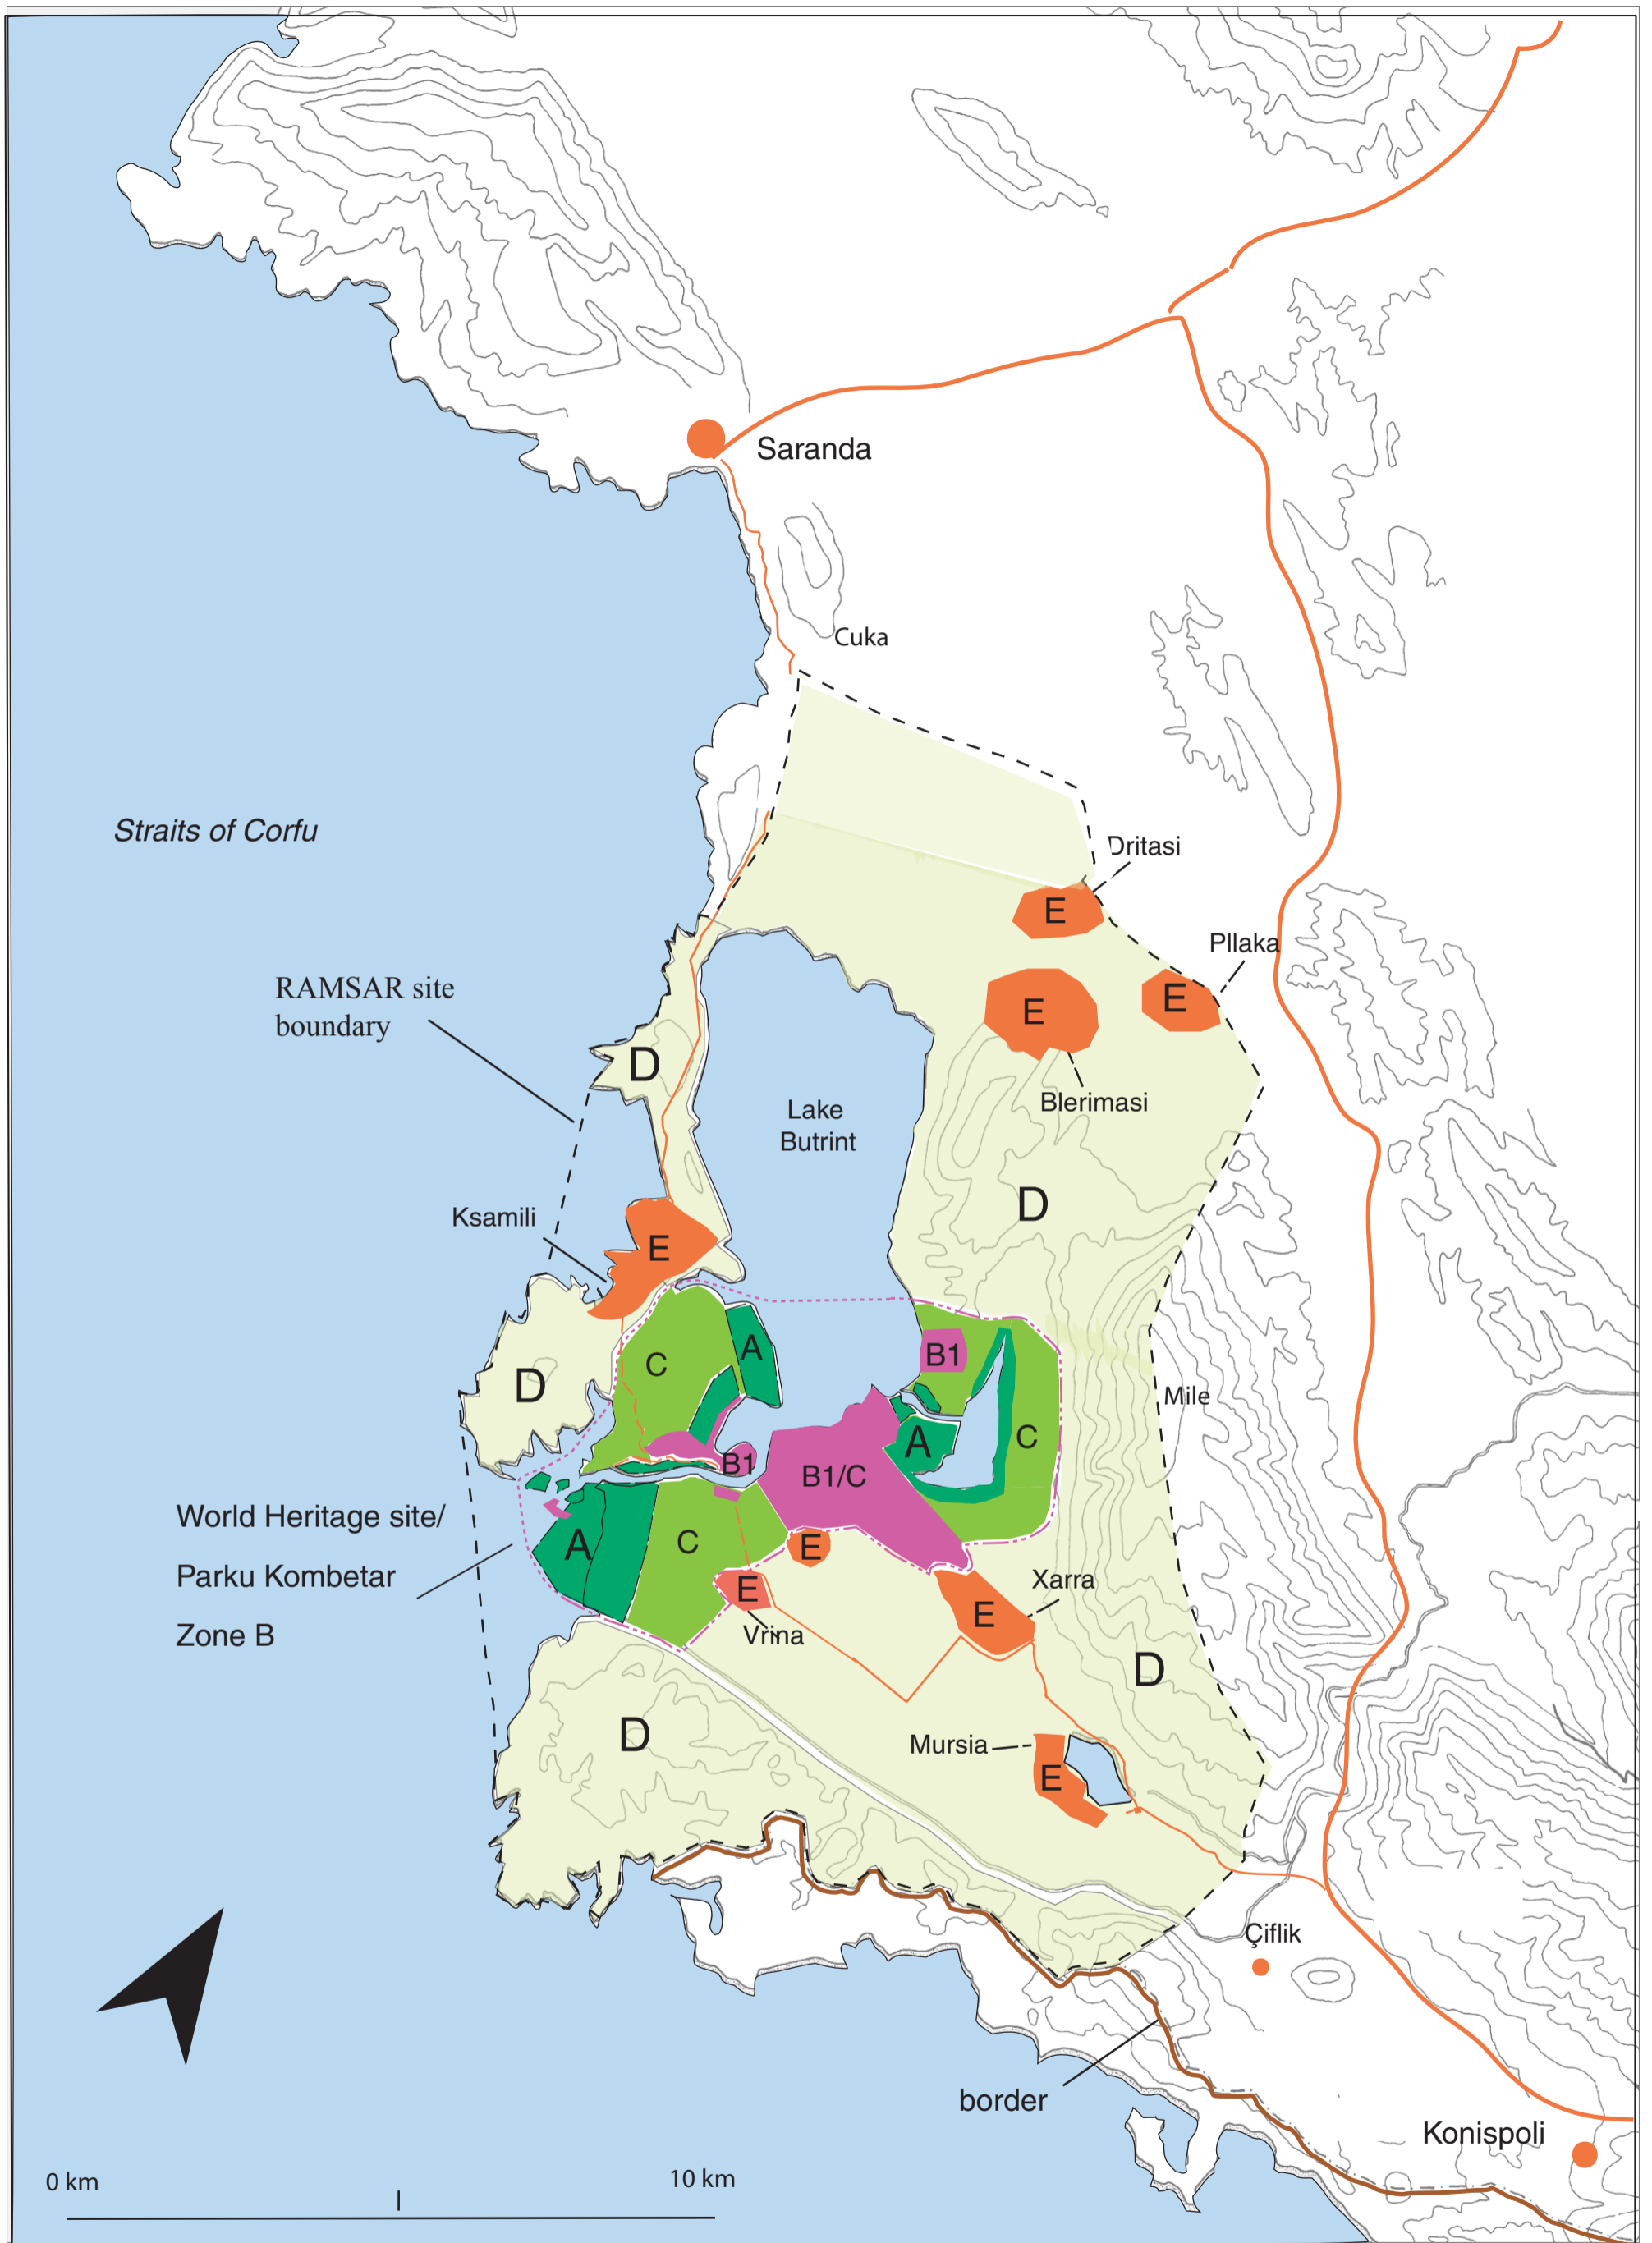 Saranda
Cuka
Straits of Corfu
Dritasi
E
Pllaka
E
E
RAMSAR site
boundary
D
Blerimasi
Lake
Butrint
D
Ksamili
E
D
C
A
B1
Mile
A
C
B1
B1/C
World Heritage site/
Parku Kombetar
Zone B
A
C
E
E
Vrina
Xarra
E
D
D
Mursia
E
Çiflik
border
Konispoli
0 km
10 km